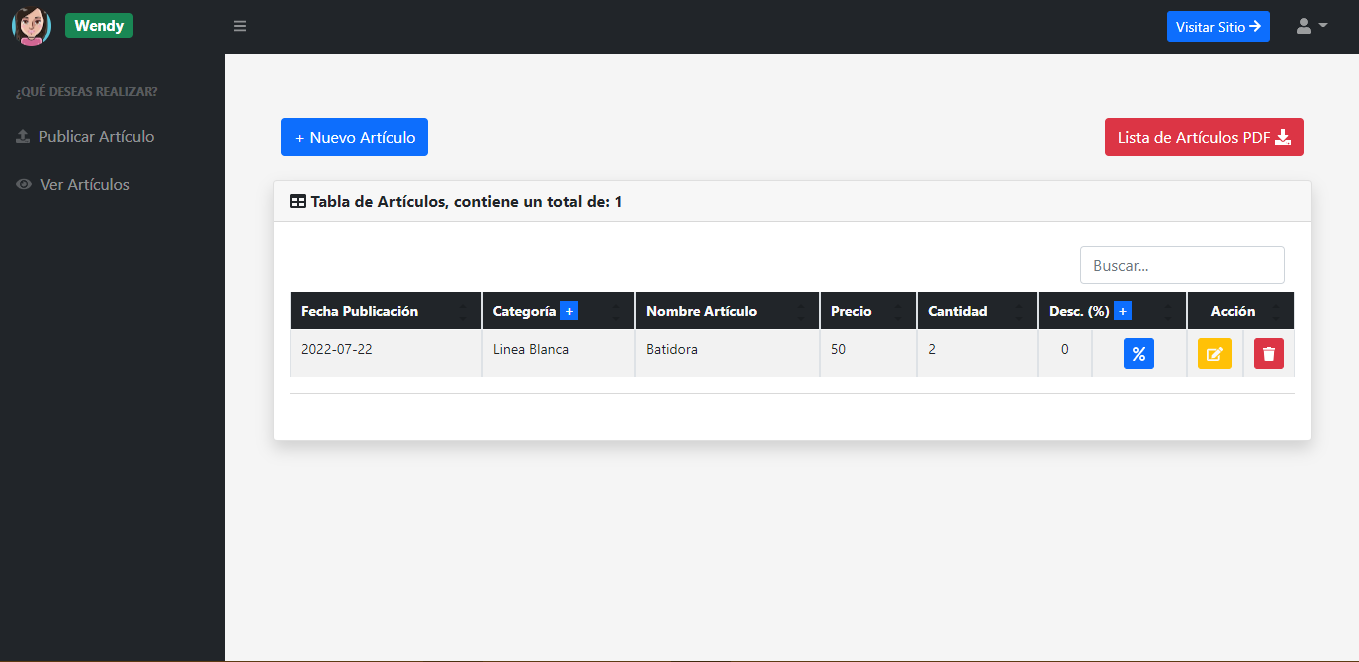 Wendy
Visitar Sitio
¿QUÉ DESEAS REALIZAR?
Publicar Artículo
Ver Artículos
+ Nuevo Artículo
Lista de Artículos PDF
Tabla de Artículos, contiene un total de: 1
Buscar...
Fecha Publicación Categoría + Nombre Artículo Precio Cantidad Desc. (%) + Acción
2022-07-22 Linea Blanca Batidora 50 2 0 %